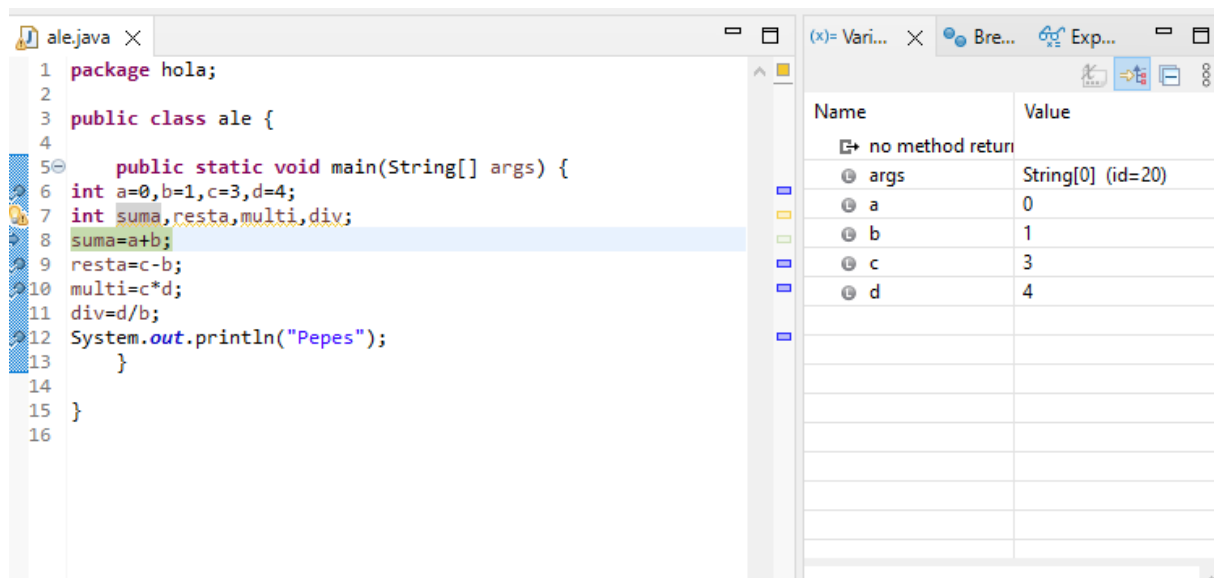 ale.java
1 package hola;
2
3 public class ale {
4
5 public static void main(String[] args) {
6 int a=0,b=1,c=3,d=4;
7 int suma,resta,multi,div;
8 suma=a+b;
9 resta=c-b;
10 multi=c*d;
11 div=d/b;
12 System.out.println("Pepes");
13 }
14
15 }
16
(x)= Vari... Bre... Exp...
Name Value
no method return
args String[0] (id=20)
a 0
b 1
c 3
d 4